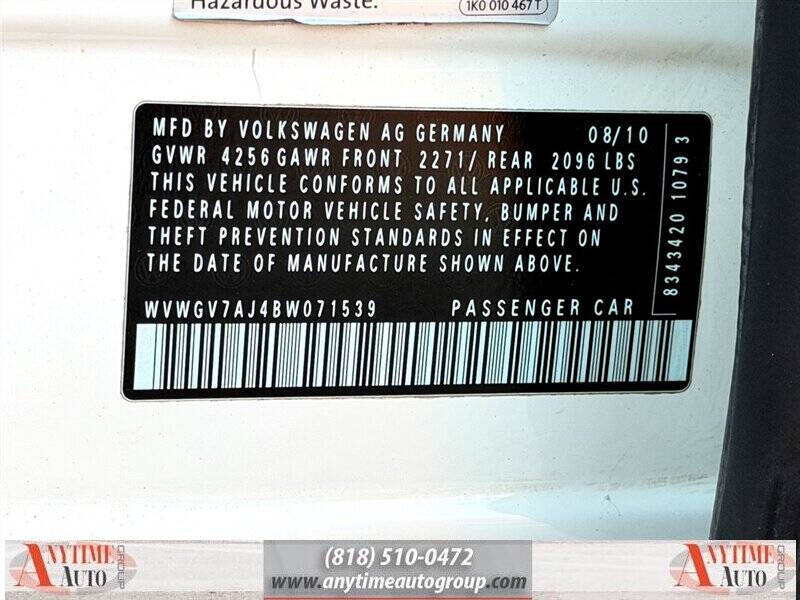 Hazardous Waste.
1K0 010 467 T
MFD BY VOLKSWAGEN AG GERMANY 08/10
GVWR 4256 GAWR FRONT 2271/ REAR 2096 LBS
THIS VEHICLE CONFORMS TO ALL APPLICABLE U.S.
FEDERAL MOTOR VEHICLE SAFETY, BUMPER AND
THEFT PREVENTION STANDARDS IN EFFECT ON
THE DATE OF MANUFACTURE SHOWN ABOVE.
WVWGV7AJ4BW071539 PASSENGER CAR
8343420 1079 3
ANYTIME
AUTO
GROUP
(818) 510-0472
www.anytimeautogroup.com
ANYTIME
AUTO
GROUP